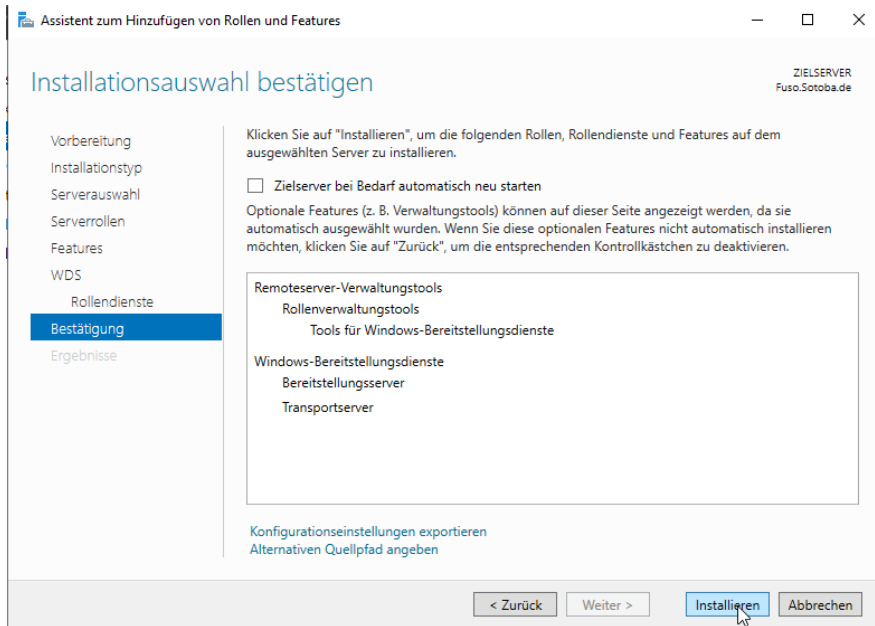 Assistent zum Hinzufügen von Rollen und Features
Installationsauswahl bestätigen
ZIELSERVER
Fuso.Sotoba.de
Vorbereitung
Installationstyp
Serverauswahl
Serverrollen
Features
WDS
Rollendienste
Bestätigung
Ergebnisse
Klicken Sie auf "Installieren", um die folgenden Rollen, Rollendienste und Features auf dem
ausgewählten Server zu installieren.
Zielserver bei Bedarf automatisch neu starten
Optionale Features (z. B. Verwaltungstools) können auf dieser Seite angezeigt werden, da sie
automatisch ausgewählt wurden. Wenn Sie diese optionalen Features nicht automatisch installieren
möchten, klicken Sie auf "Zurück", um die entsprechenden Kontrollkästchen zu deaktivieren.
Remoteserver-Verwaltungstools
Rollenverwaltungstools
Tools für Windows-Bereitstellungsdienste
Windows-Bereitstellungsdienste
Bereitstellungsserver
Transportserver
Konfigurationseinstellungen exportieren
Alternativen Quellpfad angeben
< Zurück
Weiter >
Installieren
Abbrechen